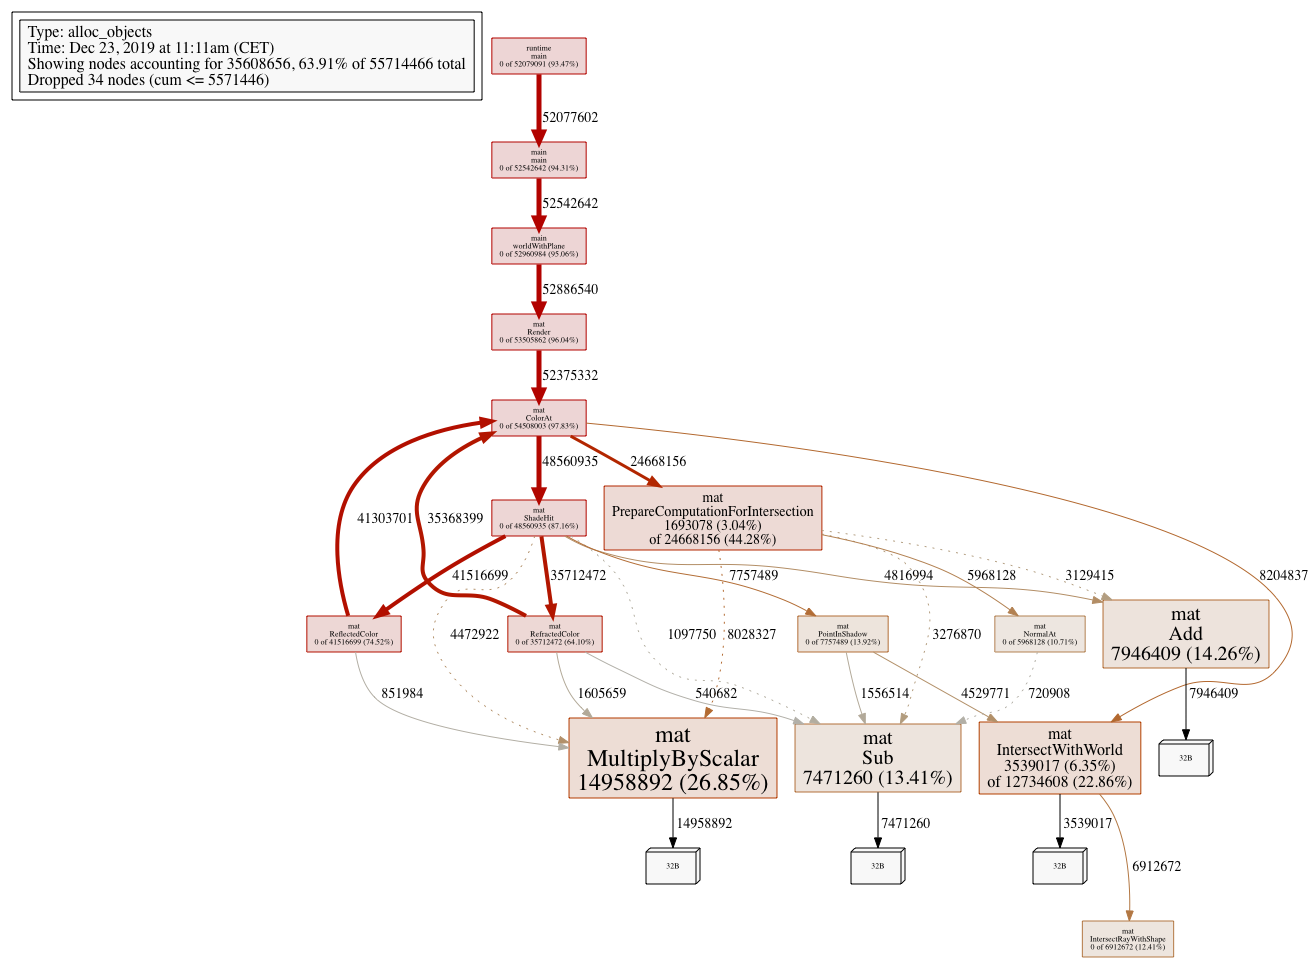 Type: alloc_objects
Time: Dec 23, 2019 at 11:11am (CET)
Showing nodes accounting for 35608656, 63.91% of 55714466 total
Dropped 34 nodes (cum <= 5571446)
runtime
main
0 of 52079091 (93.47%)
52077602
main
main
0 of 52542642 (94.31%)
52542642
main
worldWithPlane
0 of 52960984 (95.06%)
52886540
mat
Render
0 of 53505862 (96.04%)
52375332
mat
ColorAt
0 of 54508003 (97.83%)
48560935
24668156
mat
ShadeHit
0 of 48560935 (87.16%)
mat
PrepareComputationForIntersection
1693078 (3.04%)
of 24668156 (44.28%)
41303701
35368399
41516699
35712472
7757489
4816994
5968128
3129415
8204837
mat
ReflectedColor
0 of 41516699 (74.52%)
mat
RefractedColor
0 of 35712472 (64.10%)
mat
PointInShadow
0 of 7757489 (13.92%)
mat
NormalAt
0 of 5968128 (10.71%)
mat
Add
7946409 (14.26%)
4472922
1097750
8028327
3276870
851984
1605659
540682
1556514
4529771
720908
7946409
mat
MultiplyByScalar
14958892 (26.85%)
mat
Sub
7471260 (13.41%)
mat
IntersectWithWorld
3539017 (6.35%)
of 12734608 (22.86%)
32B
14958892
7471260
3539017
6912672
32B
32B
32B
mat
IntersectRayWithShape
0 of 6912672 (12.41%)